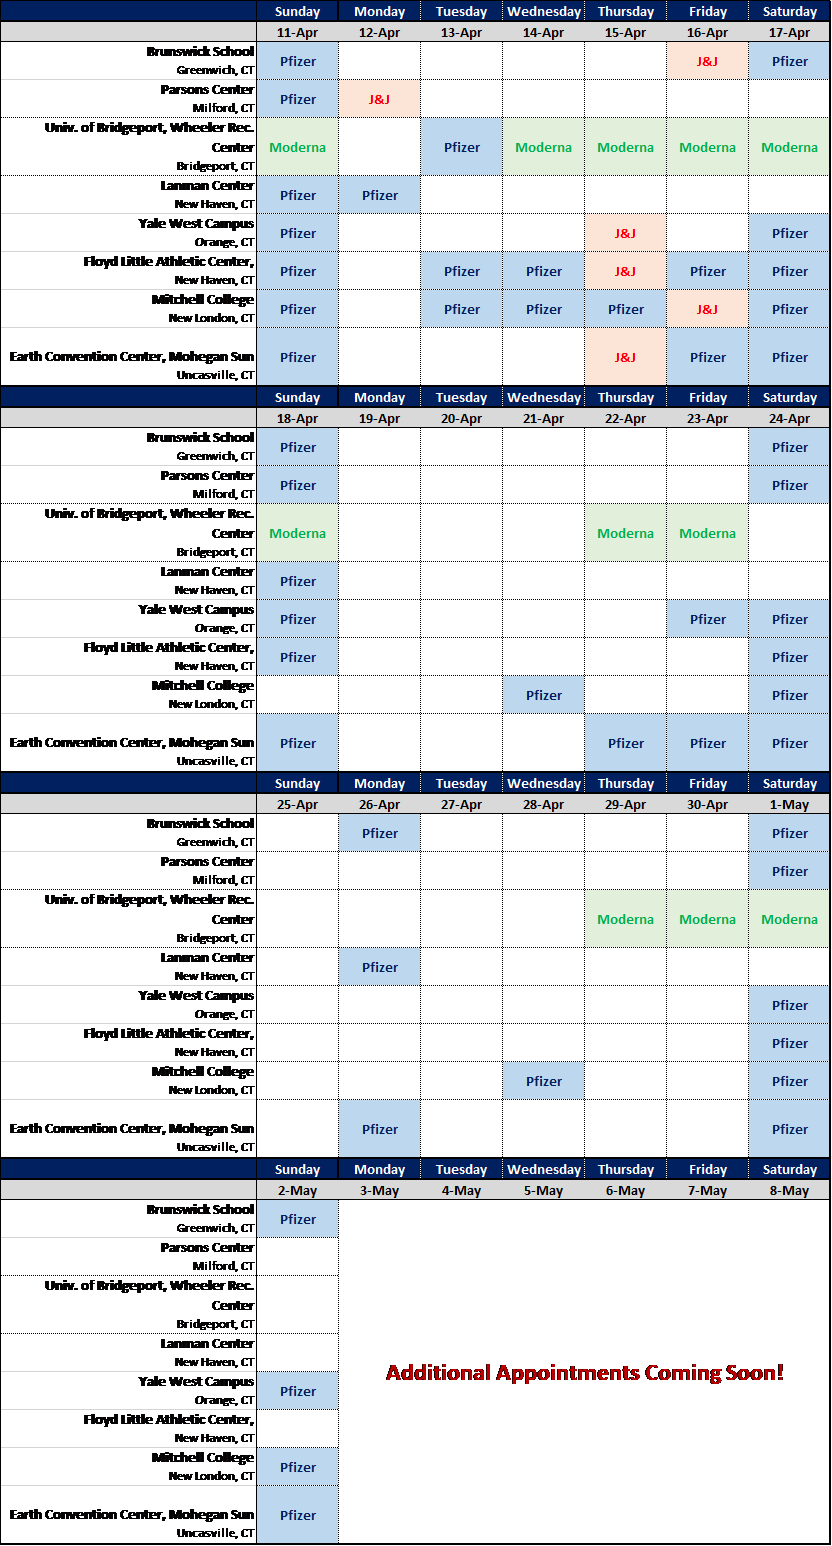 Sunday Monday Tuesday Wednesday Thursday Friday Saturday
11-Apr 12-Apr 13-Apr 14-Apr 15-Apr 16-Apr 17-Apr
Brunswick School
Greenwich, CT
Pfizer J&J Pfizer
Parsons Center
Milford, CT
Pfizer J&J
Univ. of Bridgeport, Wheeler Rec.
Center
Bridgeport, CT
Moderna Pfizer Moderna Moderna Moderna Moderna
Lanman Center
New Haven, CT
Pfizer Pfizer
Yale West Campus
Orange, CT
Pfizer J&J Pfizer
Floyd Little Athletic Center,
New Haven, CT
Pfizer Pfizer Pfizer J&J Pfizer Pfizer
Mitchell College
New London, CT
Pfizer Pfizer Pfizer Pfizer J&J Pfizer
Earth Convention Center, Mohegan Sun
Uncasville, CT
Pfizer J&J Pfizer Pfizer
Sunday Monday Tuesday Wednesday Thursday Friday Saturday
18-Apr 19-Apr 20-Apr 21-Apr 22-Apr 23-Apr 24-Apr
Brunswick School
Greenwich, CT
Pfizer Pfizer
Parsons Center
Milford, CT
Pfizer Pfizer
Univ. of Bridgeport, Wheeler Rec.
Center
Bridgeport, CT
Moderna Moderna Moderna
Lanman Center
New Haven, CT
Pfizer
Yale West Campus
Orange, CT
Pfizer Pfizer Pfizer
Floyd Little Athletic Center,
New Haven, CT
Pfizer Pfizer
Mitchell College
New London, CT
Pfizer Pfizer
Earth Convention Center, Mohegan Sun
Uncasville, CT
Pfizer Pfizer Pfizer Pfizer
Sunday Monday Tuesday Wednesday Thursday Friday Saturday
25-Apr 26-Apr 27-Apr 28-Apr 29-Apr 30-Apr 1-May
Brunswick School
Greenwich, CT
Pfizer Pfizer
Parsons Center
Milford, CT
Pfizer
Univ. of Bridgeport, Wheeler Rec.
Center
Bridgeport, CT
Moderna Moderna Moderna
Lanman Center
New Haven, CT
Pfizer
Yale West Campus
Orange, CT
Pfizer
Floyd Little Athletic Center,
New Haven, CT
Pfizer
Mitchell College
New London, CT
Pfizer Pfizer
Earth Convention Center, Mohegan Sun
Uncasville, CT
Pfizer Pfizer
Sunday Monday Tuesday Wednesday Thursday Friday Saturday
2-May 3-May 4-May 5-May 6-May 7-May 8-May
Brunswick School
Greenwich, CT
Pfizer
Parsons Center
Milford, CT
Univ. of Bridgeport, Wheeler Rec.
Center
Bridgeport, CT
Lanman Center
New Haven, CT
Additional Appointments Coming Soon!
Yale West Campus
Orange, CT
Pfizer
Floyd Little Athletic Center,
New Haven, CT
Mitchell College
New London, CT
Pfizer
Earth Convention Center, Mohegan Sun
Uncasville, CT
Pfizer